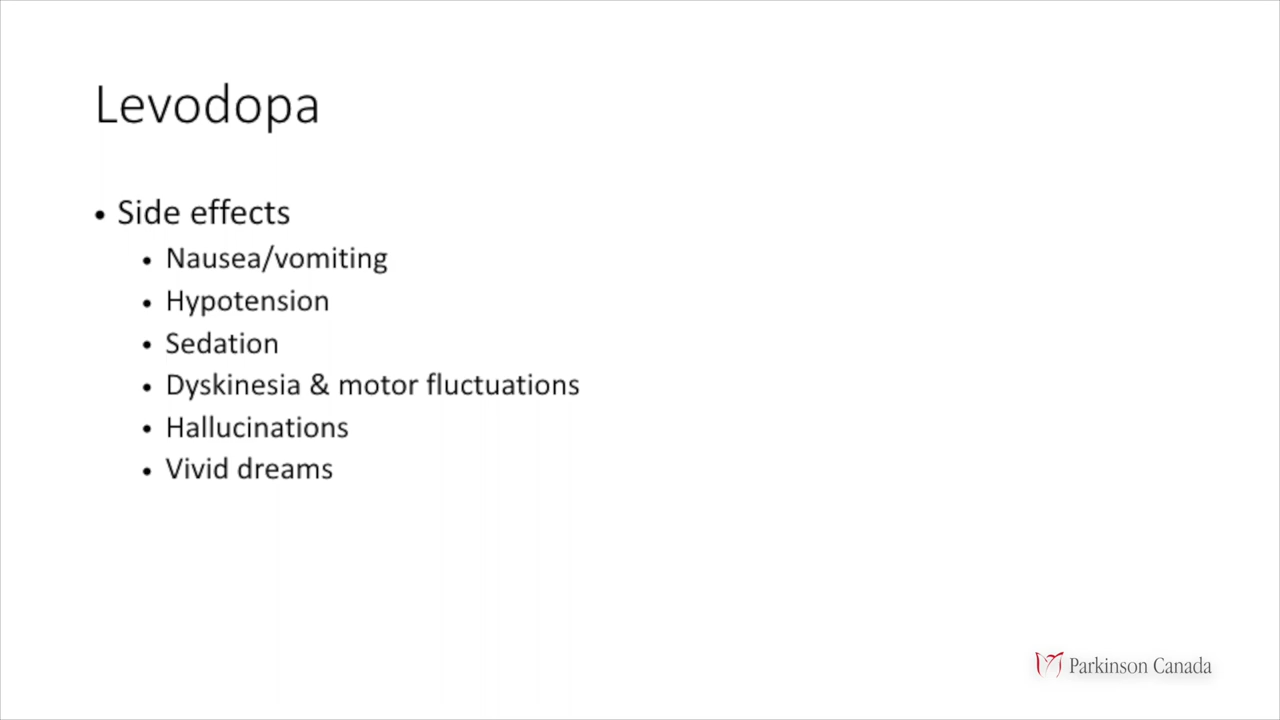 Levodopa
• Side effects
• Nausea/vomiting
• Hypotension
• Sedation
• Dyskinesia & motor fluctuations
• Hallucinations
• Vivid dreams
Parkinson Canada